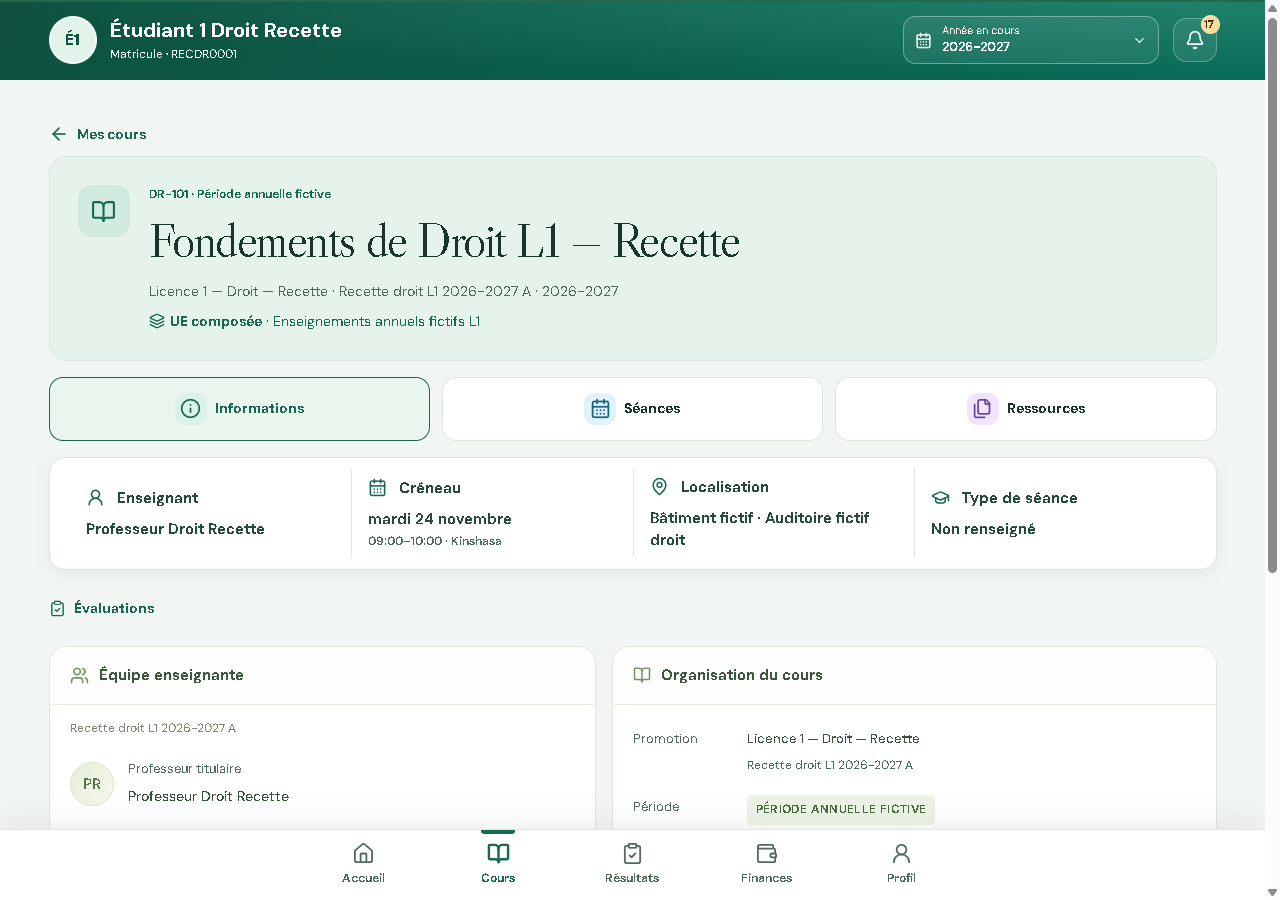 É1
Étudiant 1 Droit Recette
Matricule · RECDR0001
Année en cours
2026-2027
17
Mes cours
DR-101 · Période annuelle fictive
Fondements de Droit L1 — Recette
Licence 1 — Droit — Recette · Recette droit L1 2026-2027 A · 2026-2027
UE composée · Enseignements annuels fictifs L1
Informations
Séances
Ressources
Enseignant
Professeur Droit Recette
Créneau
mardi 24 novembre
09:00–10:00 · Kinshasa
Localisation
Bâtiment fictif · Auditoire fictif
droit
Type de séance
Non renseigné
Évaluations
Équipe enseignante
Recette droit L1 2026-2027 A
PR
Professeur titulaire
Professeur Droit Recette
Organisation du cours
Promotion
Licence 1 — Droit — Recette
Recette droit L1 2026-2027 A
Période
PÉRIODE ANNUELLE FICTIVE
Accueil
Cours
Résultats
Finances
Profil